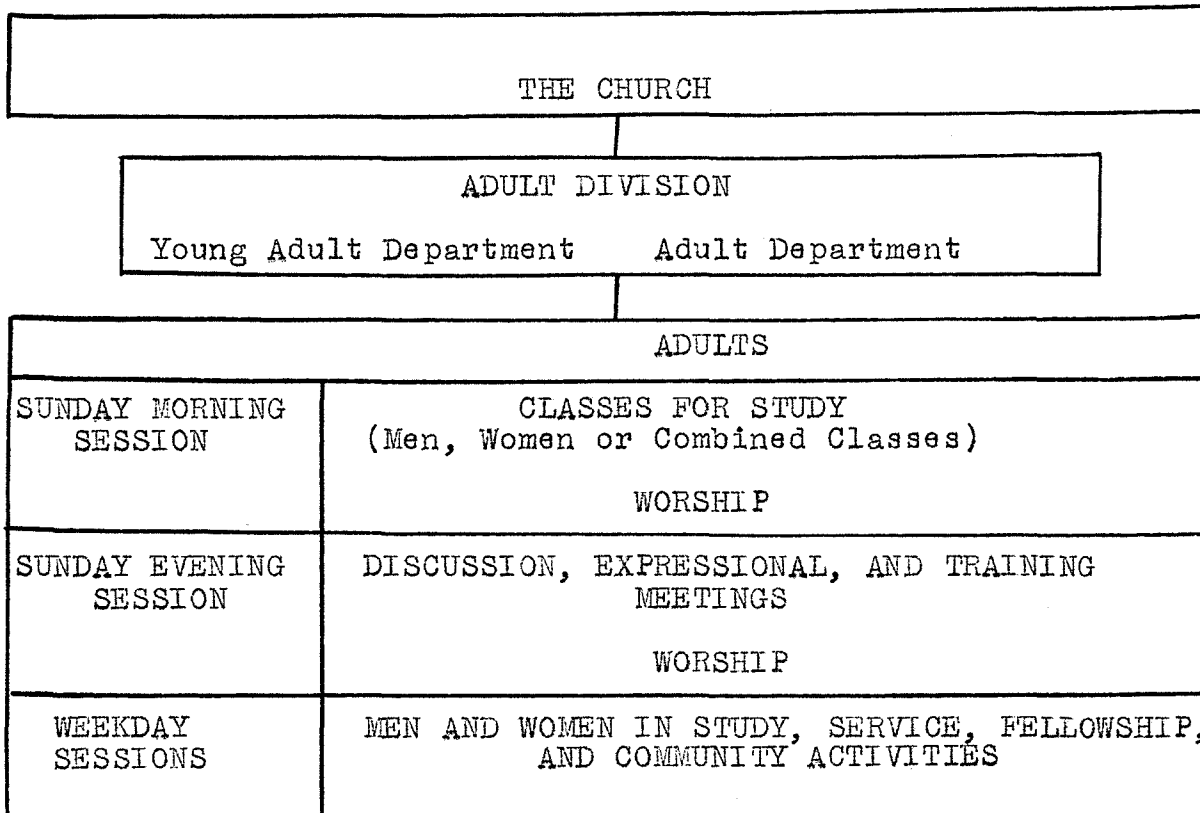 THE CHURCH
ADULT DIVISION
Young Adult Department Adult Department
ADULTS
SUNDAY MORNING
SESSION
CLASSES FOR STUDY
(Men, Women or Combined Classes)
WORSHIP
SUNDAY EVENING
SESSION
DISCUSSION, EXPRESSIONAL, AND TRAINING
MEETINGS
WORSHIP
WEEKDAY
SESSIONS
MEN AND WOMEN IN STUDY, SERVICE, FELLOWSHIP,
AND COMMUNITY ACTIVITIES